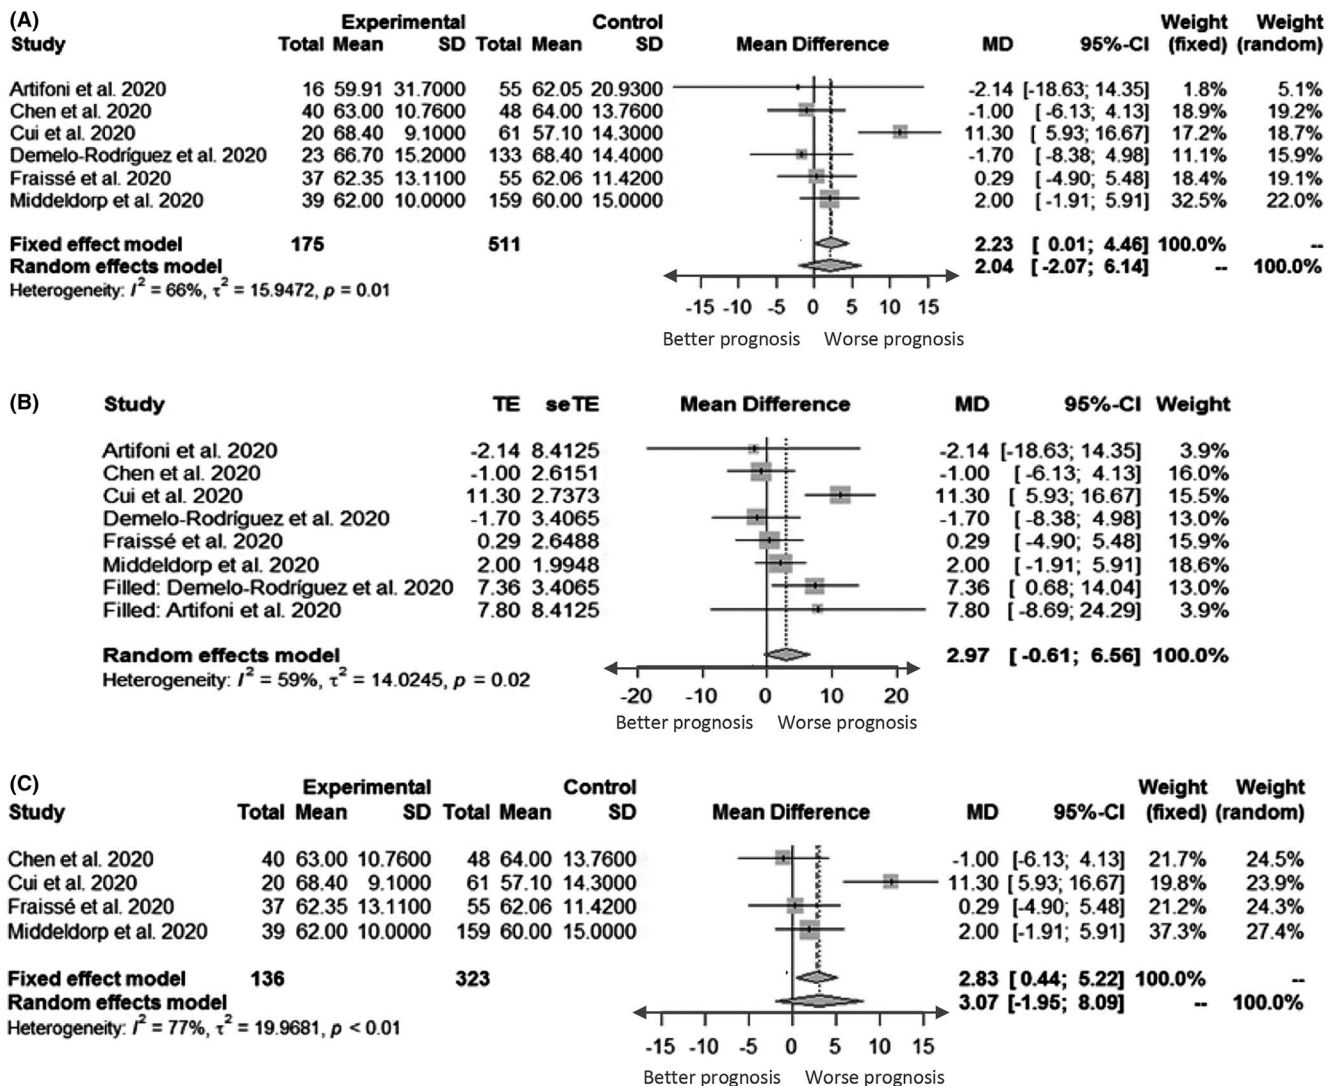 (A)
Experimental Control Weight Weight
Study Total Mean SD Total Mean SD Mean Difference MD 95%-CI (fixed) (random)
Artifoni et al. 2020 16 59.91 31.7000 55 62.05 20.9300 -2.14 [-18.63; 14.35] 1.8% 5.1%
Chen et al. 2020 40 63.00 10.7600 48 64.00 13.7600 -1.00 [-6.13; 4.13] 18.9% 19.2%
Cui et al. 2020 20 68.40 9.1000 61 57.10 14.3000 11.30 [ 5.93; 16.67] 17.2% 18.7%
Demelo-Rodríguez et al. 2020 23 66.70 15.2000 133 68.40 14.4000 -1.70 [-8.38; 4.98] 11.1% 15.9%
Fraissé et al. 2020 37 62.35 13.1100 55 62.06 11.4200 0.29 [-4.90; 5.48] 18.4% 19.1%
Middeldorp et al. 2020 39 62.00 10.0000 159 60.00 15.0000 2.00 [-1.91; 5.91] 32.5% 22.0%
Fixed effect model 175 511 2.23 [ 0.01; 4.46] 100.0% --
Random effects model 2.04 [-2.07; 6.14] -- 100.0%
Heterogeneity: I² = 66%, τ² = 15.9472, p = 0.01
-15 -10 -5 0 5 10 15
Better prognosis Worse prognosis
(B)
Study TE seTE Mean Difference MD 95%-CI Weight
Artifoni et al. 2020 -2.14 8.4125 -2.14 [-18.63; 14.35] 3.9%
Chen et al. 2020 -1.00 2.6151 -1.00 [-6.13; 4.13] 16.0%
Cui et al. 2020 11.30 2.7373 11.30 [ 5.93; 16.67] 15.5%
Demelo-Rodríguez et al. 2020 -1.70 3.4065 -1.70 [-8.38; 4.98] 13.0%
Fraissé et al. 2020 0.29 2.6488 0.29 [-4.90; 5.48] 15.9%
Middeldorp et al. 2020 2.00 1.9948 2.00 [-1.91; 5.91] 18.6%
Filled: Demelo-Rodríguez et al. 2020 7.36 3.4065 7.36 [ 0.68; 14.04] 13.0%
Filled: Artifoni et al. 2020 7.80 8.4125 7.80 [-8.69; 24.29] 3.9%
Random effects model 2.97 [-0.61; 6.56] 100.0%
Heterogeneity: I² = 59%, τ² = 14.0245, p = 0.02
-20 -10 0 10 20
Better prognosis Worse prognosis
(C)
Experimental Control Weight Weight
Study Total Mean SD Total Mean SD Mean Difference MD 95%-CI (fixed) (random)
Chen et al. 2020 40 63.00 10.7600 48 64.00 13.7600 -1.00 [-6.13; 4.13] 21.7% 24.5%
Cui et al. 2020 20 68.40 9.1000 61 57.10 14.3000 11.30 [ 5.93; 16.67] 19.8% 23.9%
Fraissé et al. 2020 37 62.35 13.1100 55 62.06 11.4200 0.29 [-4.90; 5.48] 21.2% 24.3%
Middeldorp et al. 2020 39 62.00 10.0000 159 60.00 15.0000 2.00 [-1.91; 5.91] 37.3% 27.4%
Fixed effect model 136 323 2.83 [ 0.44; 5.22] 100.0% --
Random effects model 3.07 [-1.95; 8.09] -- 100.0%
Heterogeneity: I² = 77%, τ² = 19.9681, p < 0.01
-15 -10 -5 0 5 10 15
Better prognosis Worse prognosis